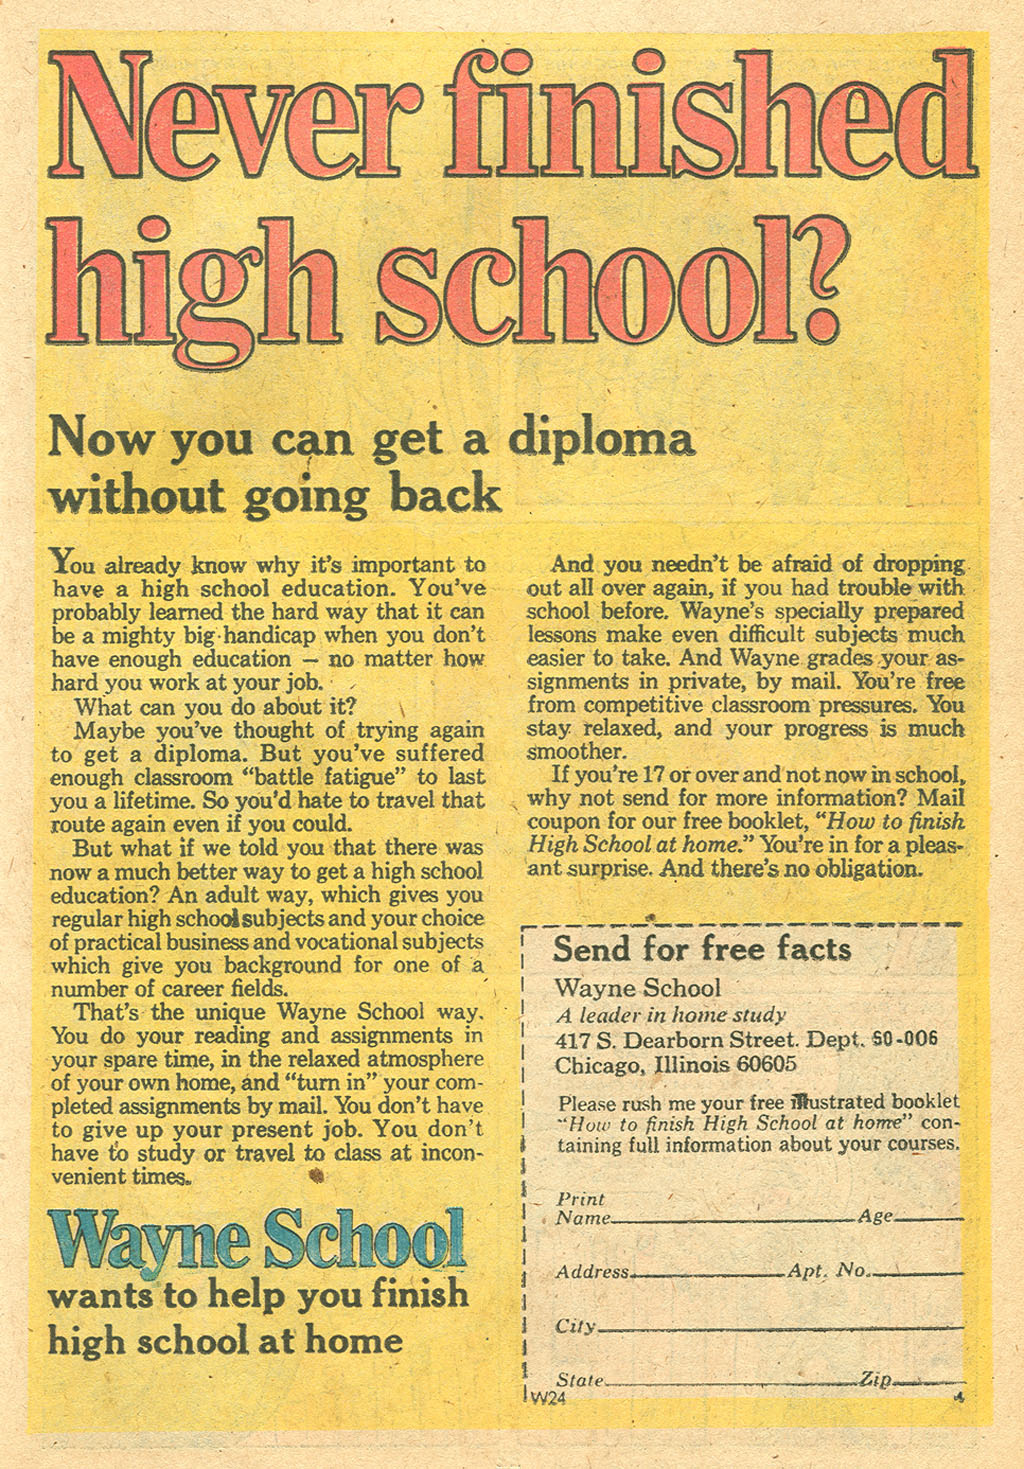 Never finished
high school?
Now you can get a diploma
without going back
You already know why it's important to
have a high school education. You've
probably learned the hard way that it can
be a mighty big handicap when you don't
have enough education — no matter how
hard you work at your job.
What can you do about it?
Maybe you've thought of trying again
to get a diploma. But you've suffered
enough classroom "battle fatigue" to last
you a lifetime. So you'd hate to travel that
route again even if you could.
But what if we told you that there was
now a much better way to get a high school
education? An adult way, which gives you
regular high school subjects and your choice
of practical business and vocational subjects
which give you background for one of a
number of career fields.
That's the unique Wayne School way.
You do your reading and assignments in
your spare time, in the relaxed atmosphere
of your own home, and "turn in" your com-
pleted assignments by mail. You don't have
to give up your present job. You don't
have to study or travel to class at incon-
venient times.
Wayne School
wants to help you finish
high school at home
And you needn't be afraid of dropping
out all over again, if you had trouble with
school before. Wayne's specially prepared
lessons make even difficult subjects much
easier to take. And Wayne grades your as-
signments in private, by mail. You're free
from competitive classroom pressures. You
stay relaxed, and your progress is much
smoother.
If you're 17 or over and not now in school,
why not send for more information? Mail
coupon for our free booklet, "How to finish
High School at home." You're in for a pleas-
ant surprise. And there's no obligation.
Send for free facts
Wayne School
A leader in home study
417 S. Dearborn Street. Dept. 60-006
Chicago, Illinois 60605
Please rush me your free illustrated booklet
"How to finish High School at home" con-
taining full information about your courses.
Print
Name Age
Address Apt. No.
City
State Zip
W24